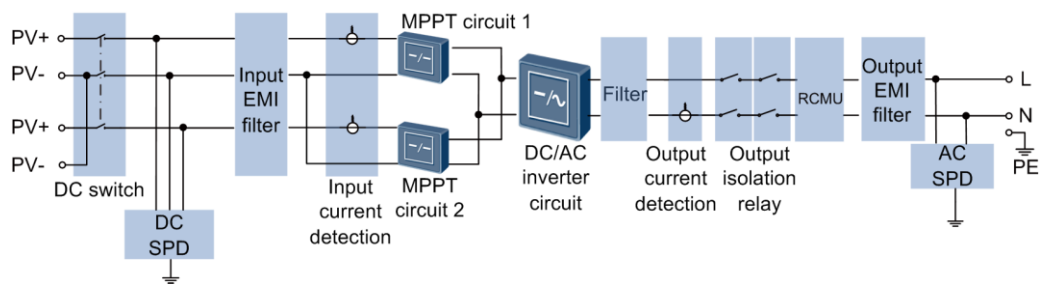 PV+
PV-
PV+
PV-
DC switch
DC
SPD
Input
EMI
filter
Input
current
detection
MPPT circuit 1
MPPT
circuit 2
DC/AC
inverter
circuit
Filter
Output
current
detection
Output
isolation
relay
RCMU
Output
EMI
filter
AC
SPD
L
N
PE